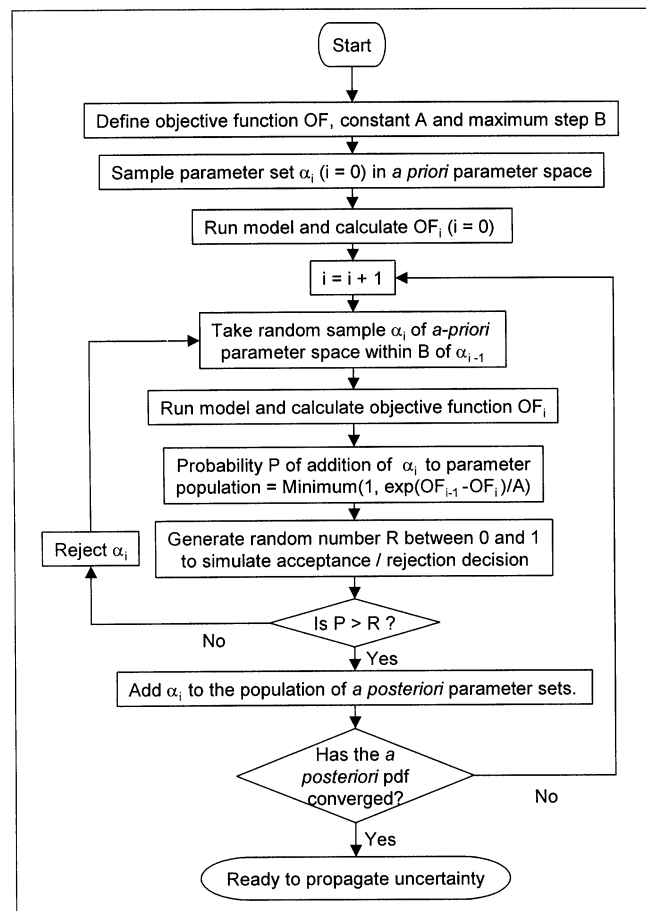 Start
Define objective function OF, constant A and maximum step B
Sample parameter set αi (i = 0) in a priori parameter space
Run model and calculate OFi (i = 0)
i = i + 1
Take random sample αi of a-priori
parameter space within B of αi-1
Run model and calculate objective function OFi
Probability P of addition of αi to parameter
population = Minimum(1, exp(OFi-1-OFi)/A)
Generate random number R between 0 and 1
to simulate acceptance / rejection decision
Reject αi
Is P > R ?
No
Yes
Add αi to the population of a posteriori parameter sets.
Has the a
posteriori pdf
converged?
No
Yes
Ready to propagate uncertainty